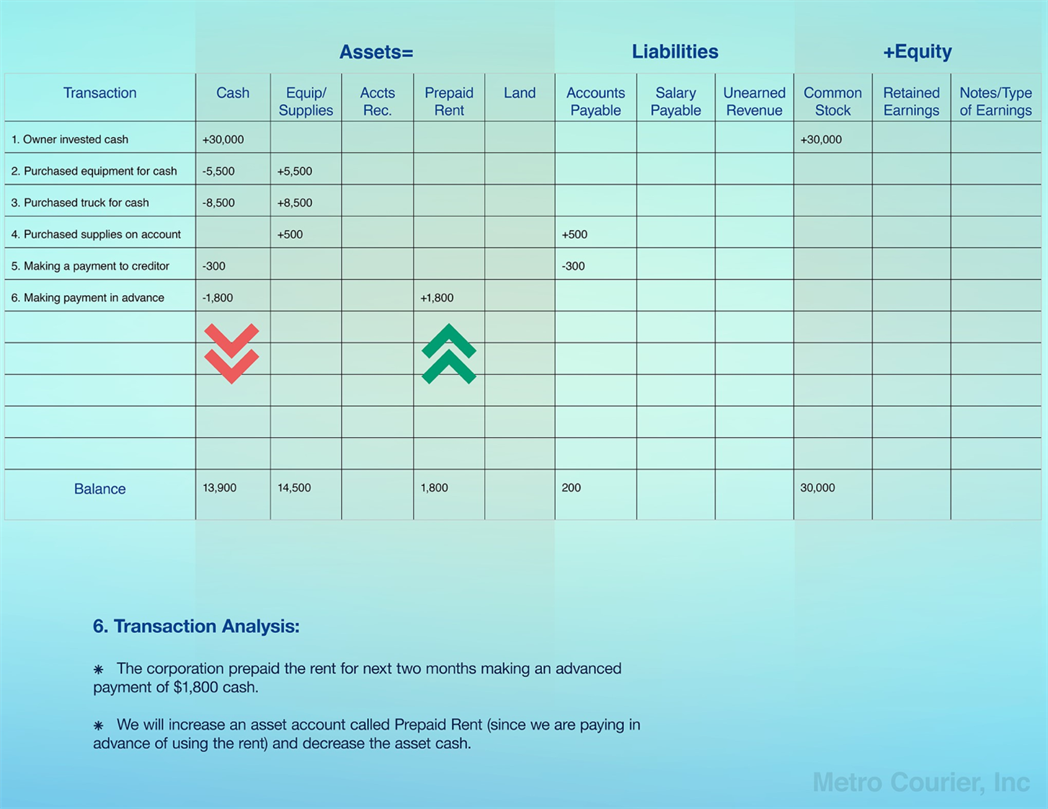 Assets= Liabilities +Equity
Transaction Cash Equip/ Supplies Accts Rec. Prepaid Rent Land Accounts Payable Salary Payable Unearned Revenue Common Stock Retained Earnings Notes/Type of Earnings
1. Owner invested cash +30,000 +30,000
2. Purchased equipment for cash -5,500 +5,500
3. Purchased truck for cash -8,500 +8,500
4. Purchased supplies on account +500 +500
5. Making a payment to creditor -300 -300
6. Making payment in advance -1,800 +1,800
Balance 13,900 14,500 1,800 200 30,000
6. Transaction Analysis:
✷ The corporation prepaid the rent for next two months making an advanced
payment of $1,800 cash.
✷ We will increase an asset account called Prepaid Rent (since we are paying in
advance of using the rent) and decrease the asset cash.
Metro Courier, Inc